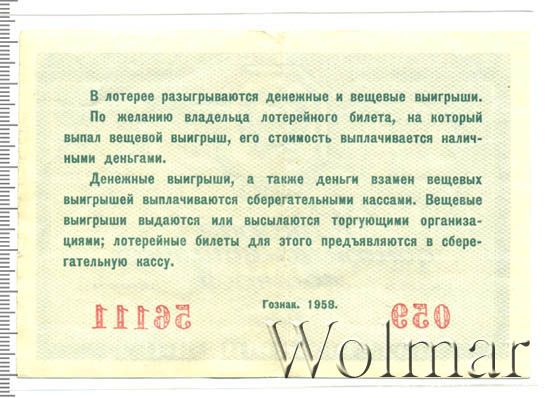 В лотерее разыгрываются денежные и вещевые выигрыши.
По желанию владельца лотерейного билета, на который
выпал вещевой выигрыш, его стоимость выплачивается налич-
ными деньгами.
Денежные выигрыши, а также деньги взамен вещевых
выигрышей выплачиваются сберегательными кассами. Вещевые
выигрыши выдаются или высылаются торгующими организа-
циями; лотерейные билеты для этого предъявляются в сбере-
гательную кассу.
56111 Гознак. 1958. 059
Wolmar